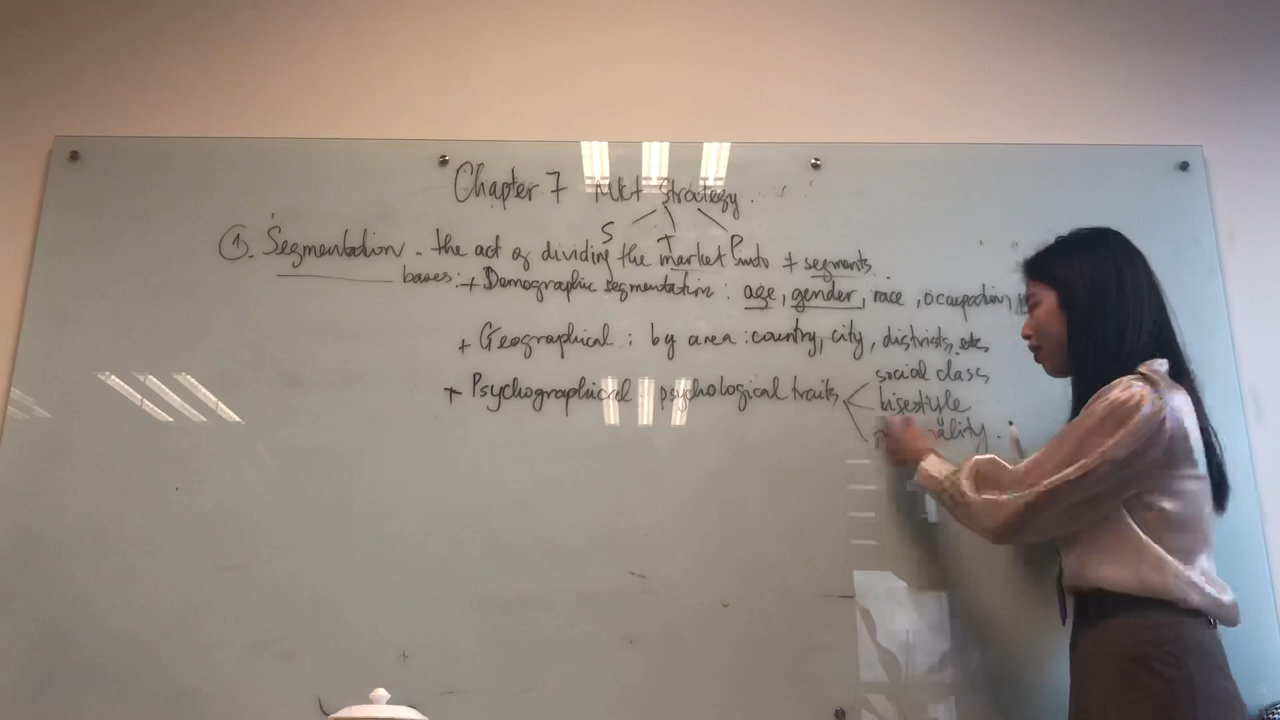 Chapter 7 Mkt Strategy.
S T P
①. Segmentation - the act of dividing the market into ≠ segments.
bases: + Demographic segmentation: age, gender, race, occupation,
+ Geographical: by area: country, city, districts, etc,
+ Psychographical: psychological traits
social class
lifestyle